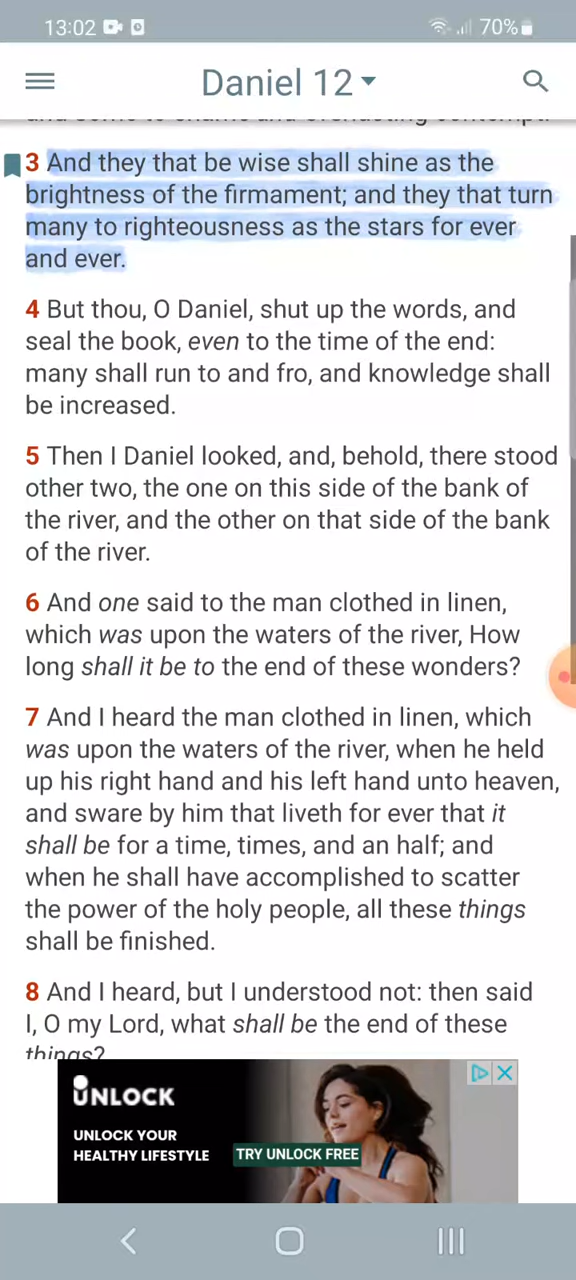 13:02
70%
Daniel 12
and some to shame and everlasting contempt.
3 And they that be wise shall shine as the
brightness of the firmament; and they that turn
many to righteousness as the stars for ever
and ever.
4 But thou, O Daniel, shut up the words, and
seal the book, even to the time of the end:
many shall run to and fro, and knowledge shall
be increased.
5 Then I Daniel looked, and, behold, there stood
other two, the one on this side of the bank of
the river, and the other on that side of the bank
of the river.
6 And one said to the man clothed in linen,
which was upon the waters of the river, How
long shall it be to the end of these wonders?
7 And I heard the man clothed in linen, which
was upon the waters of the river, when he held
up his right hand and his left hand unto heaven,
and sware by him that liveth for ever that it
shall be for a time, times, and an half; and
when he shall have accomplished to scatter
the power of the holy people, all these things
shall be finished.
8 And I heard, but I understood not: then said
I, O my Lord, what shall be the end of these
things?
UNLOCK
UNLOCK YOUR
HEALTHY LIFESTYLE
TRY UNLOCK FREE